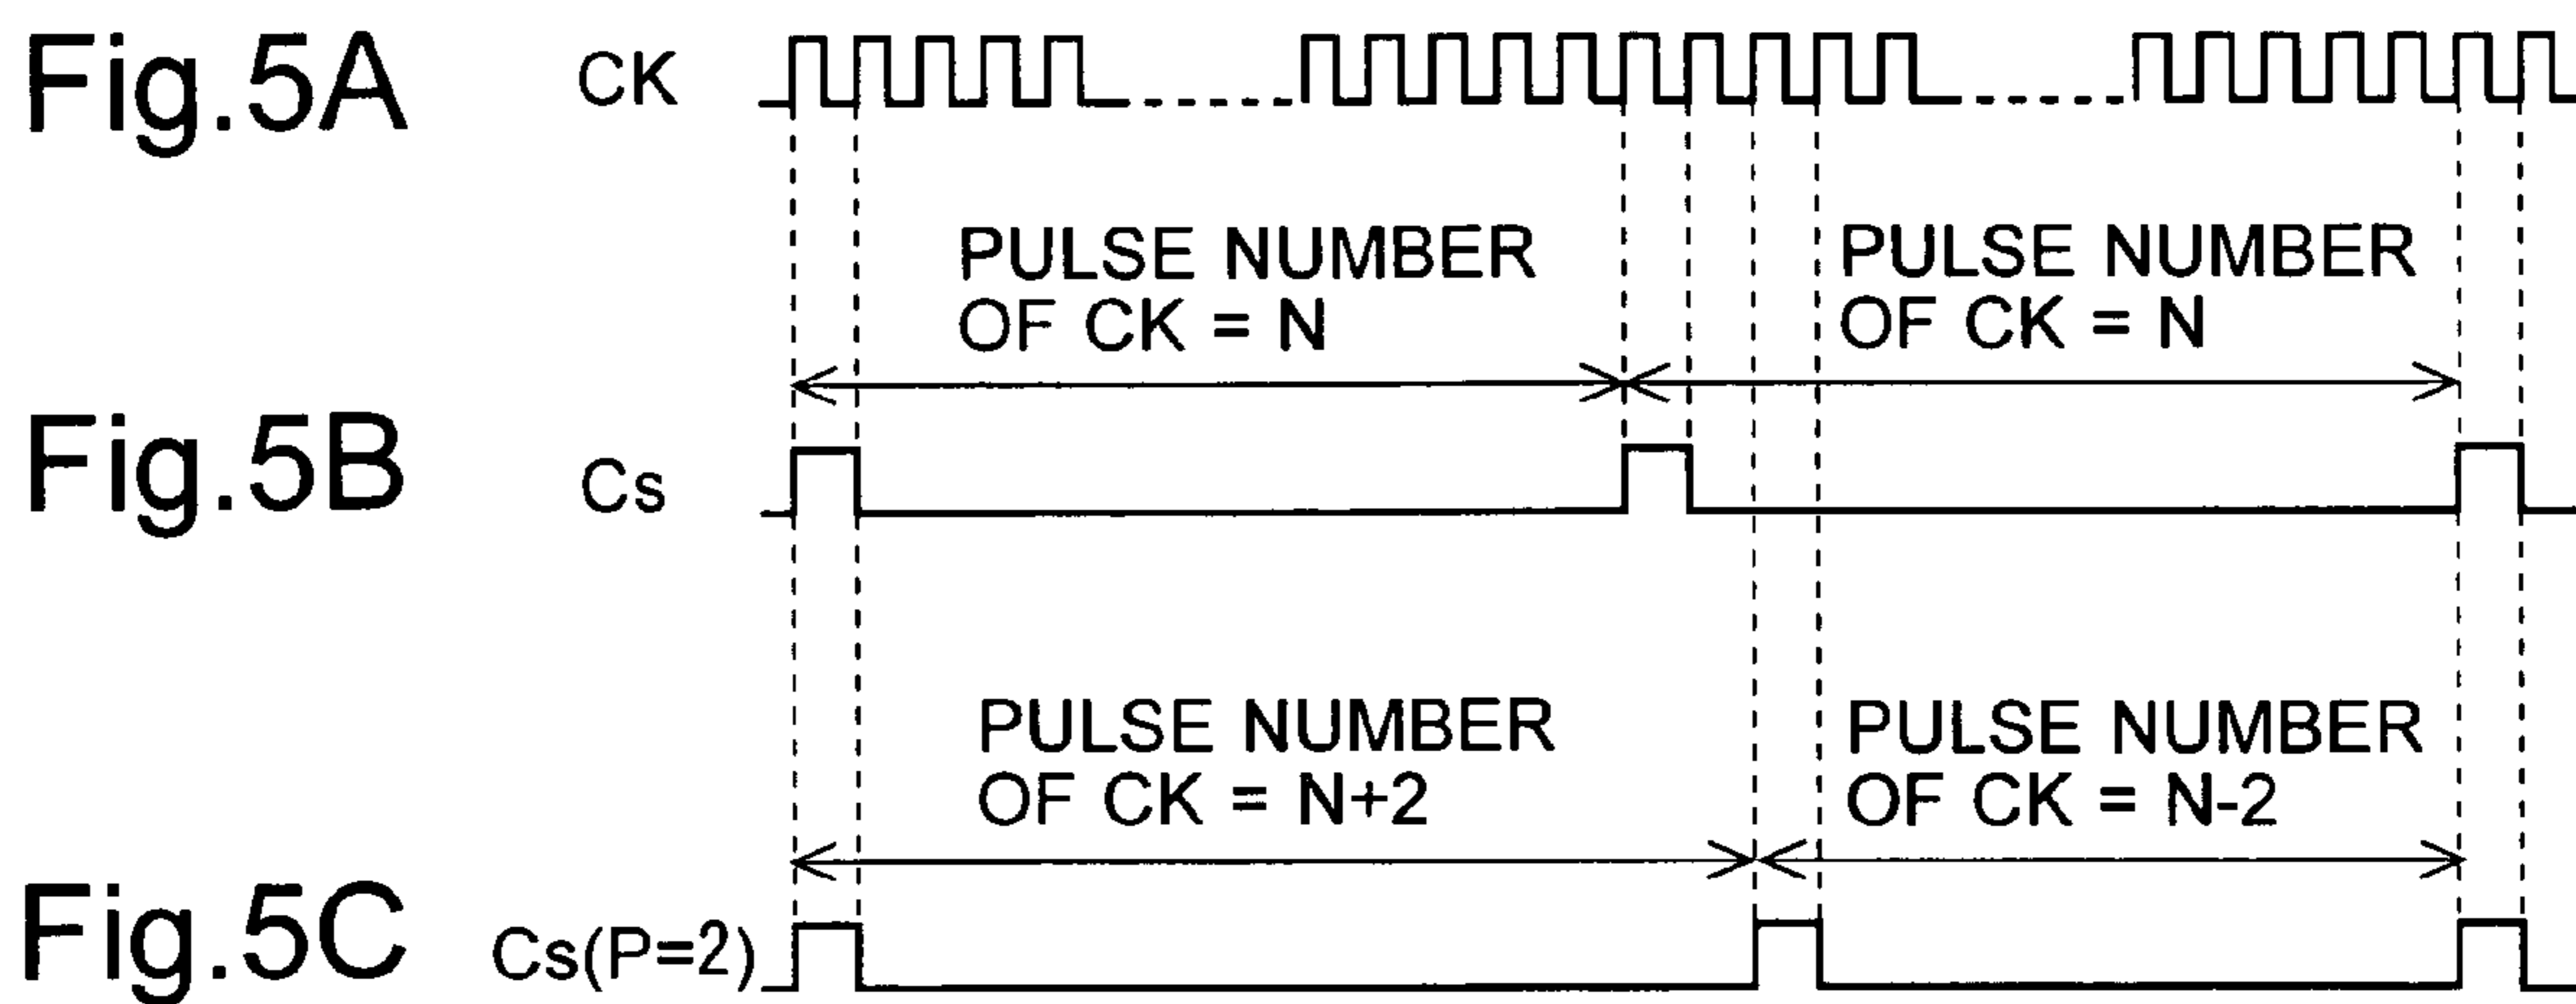 Fig.5A
CK
PULSE NUMBER
OF CK = N
PULSE NUMBER
OF CK = N
Fig.5B
Cs
PULSE NUMBER
OF CK = N+2
PULSE NUMBER
OF CK = N-2
Fig.5C
Cs(P=2)